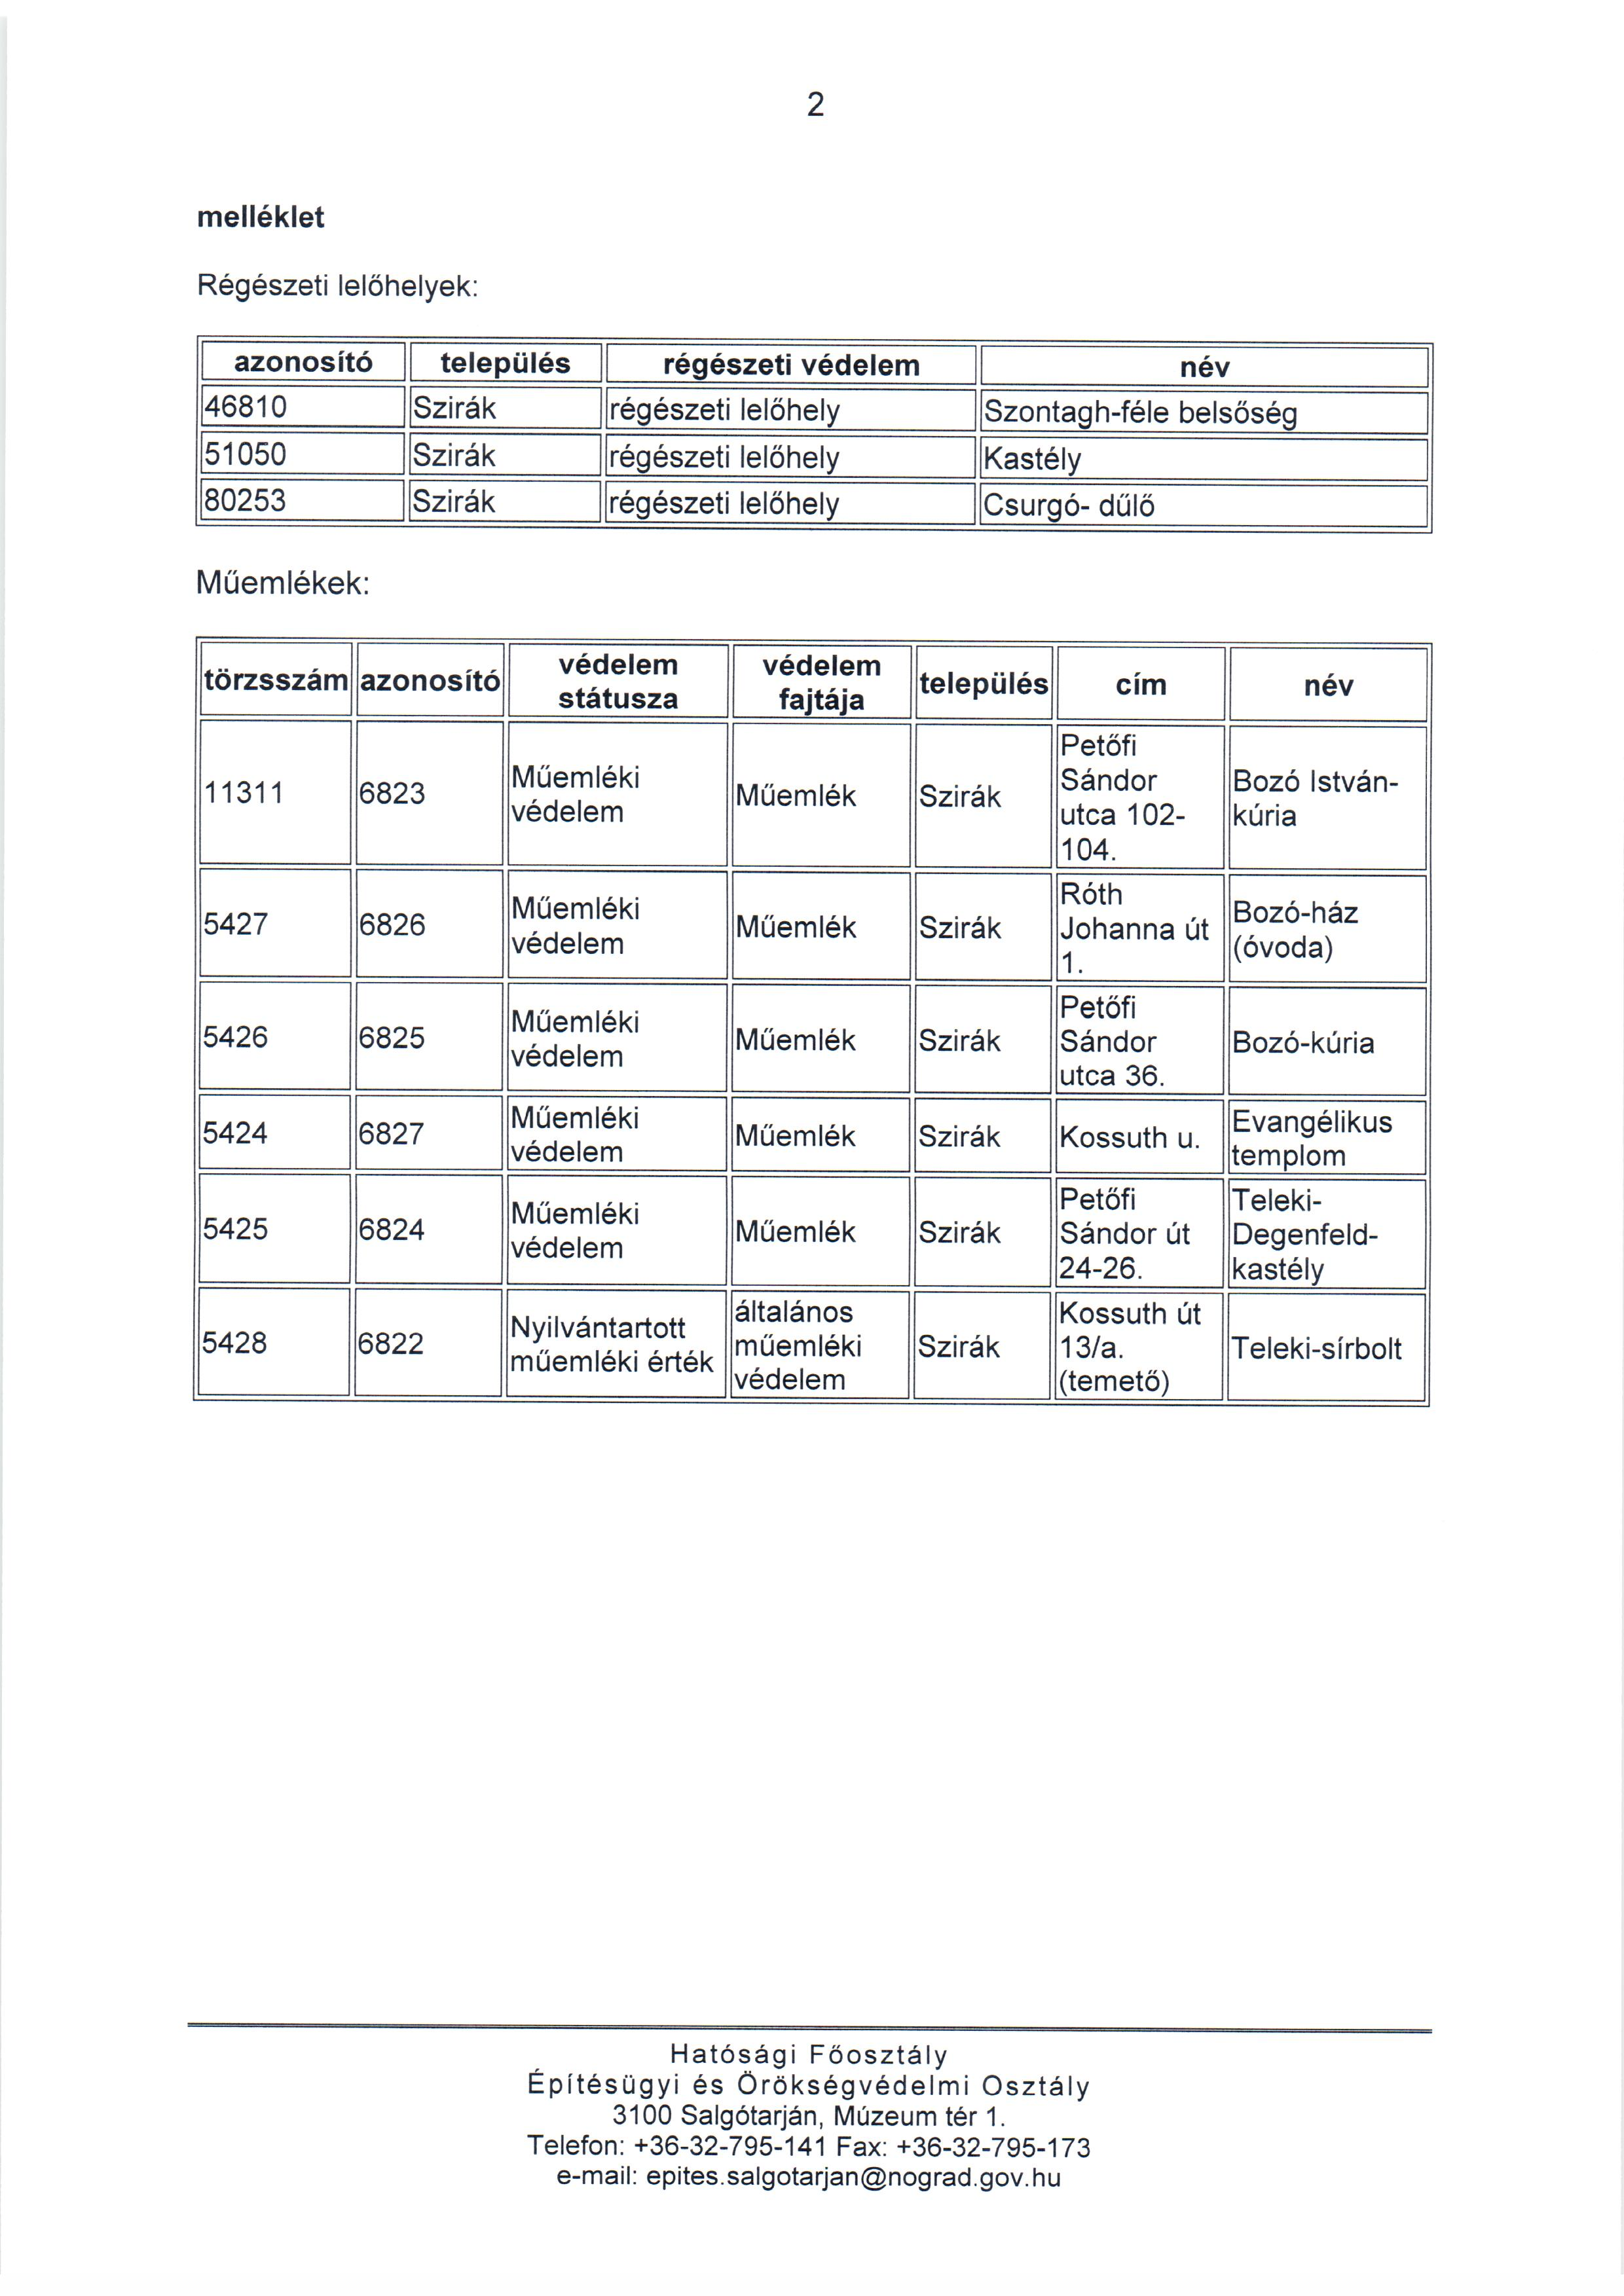 2
melléklet
Régészeti lelőhelyek:
azonosító település régészeti védelem név
46810 Szirák régészeti lelőhely Szontagh-féle belsőség
51050 Szirák régészeti lelőhely Kastély
80253 Szirák régészeti lelőhely Csurgó- dűlő
Műemlékek:
törzsszám azonosító védelem státusza védelem fajtája település cím név
11311 6823 Műemléki védelem Műemlék Szirák Petőfi Sándor utca 102-104. Bozó István-kúria
5427 6826 Műemléki védelem Műemlék Szirák Róth Johanna út 1. Bozó-ház (óvoda)
5426 6825 Műemléki védelem Műemlék Szirák Petőfi Sándor utca 36. Bozó-kúria
5424 6827 Műemléki védelem Műemlék Szirák Kossuth u. Evangélikus templom
5425 6824 Műemléki védelem Műemlék Szirák Petőfi Sándor út 24-26. Teleki-Degenfeld-kastély
5428 6822 Nyilvántartott műemléki érték általános műemléki védelem Szirák Kossuth út 13/a. (temető) Teleki-sírbolt
Hatósági Főosztály
Építésügyi és Örökségvédelmi Osztály
3100 Salgótarján, Múzeum tér 1.
Telefon: +36-32-795-141 Fax: +36-32-795-173
e-mail: epites.salgotarjan@nograd.gov.hu